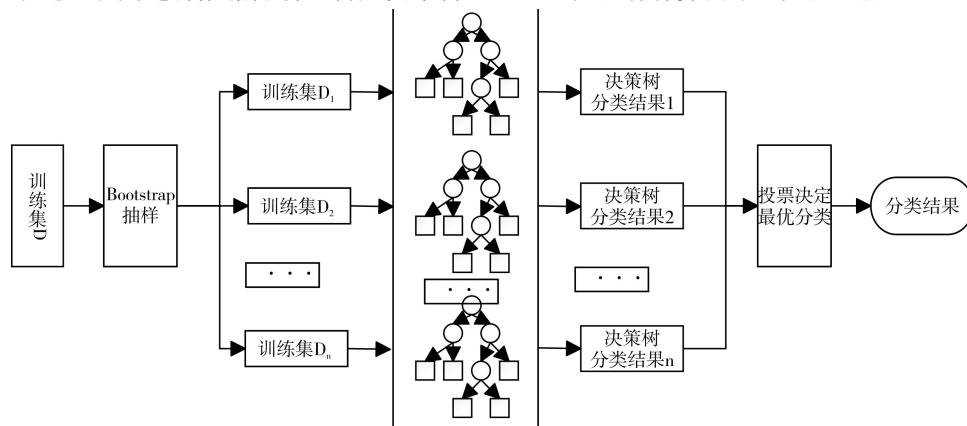 训练集D
Bootstrap
抽样
训练集D₁
训练集D₂
· · ·
训练集Dₙ
· · ·
决策树
分类结果1
决策树
分类结果2
· · ·
决策树
分类结果n
投票决定
最优分类
分类结果